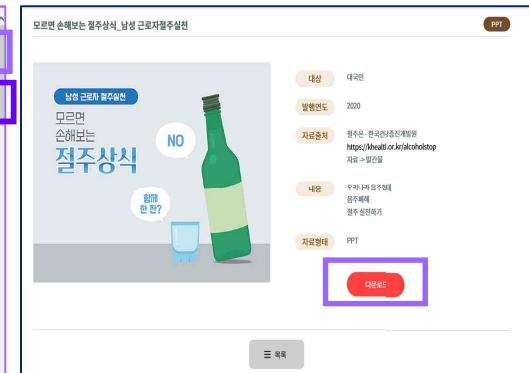 모르면 손해보는 절주상식_남성 근로자절주실천
PPT
남성 근로자 절주실천
모르면
손해보는
절주상식
NO
함께
한 잔?
대상 대국민
발행연도 2020
자료출처 절주온 - 한국건강증진개발원
https://khealtl.or.kr/alcoholstop
자료 -> 발간물
내용 우리나라 음주형태
음주폐해
절주 실천하기
자료형태 PPT
다운로드
☰ 목록